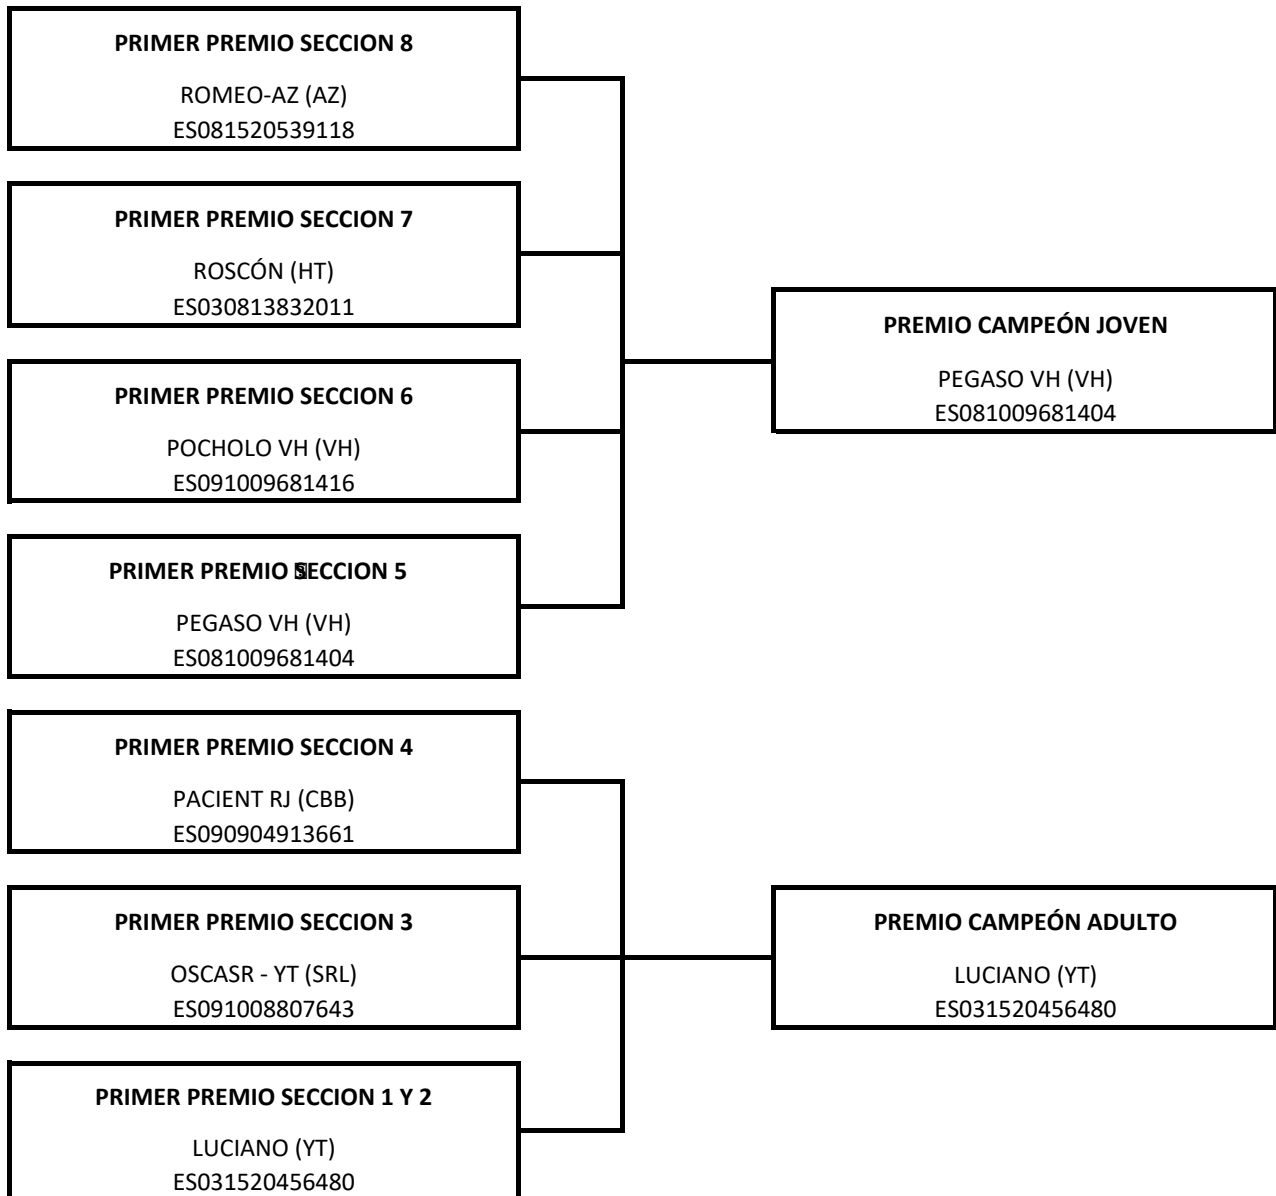 PRIMER PREMIO SECCION 8
ROMEO-AZ (AZ)
ES081520539118
PRIMER PREMIO SECCION 7
ROSCÓN (HT)
ES030813832011
PREMIO CAMPEÓN JOVEN
PEGASO VH (VH)
ES081009681404
PRIMER PREMIO SECCION 6
POCHOLO VH (VH)
ES091009681416
PRIMER PREMIO SECCION 5
PEGASO VH (VH)
ES081009681404
PRIMER PREMIO SECCION 4
PACIENT RJ (CBB)
ES090904913661
PRIMER PREMIO SECCION 3
OSCASR - YT (SRL)
ES091008807643
PREMIO CAMPEÓN ADULTO
LUCIANO (YT)
ES031520456480
PRIMER PREMIO SECCION 1 Y 2
LUCIANO (YT)
ES031520456480